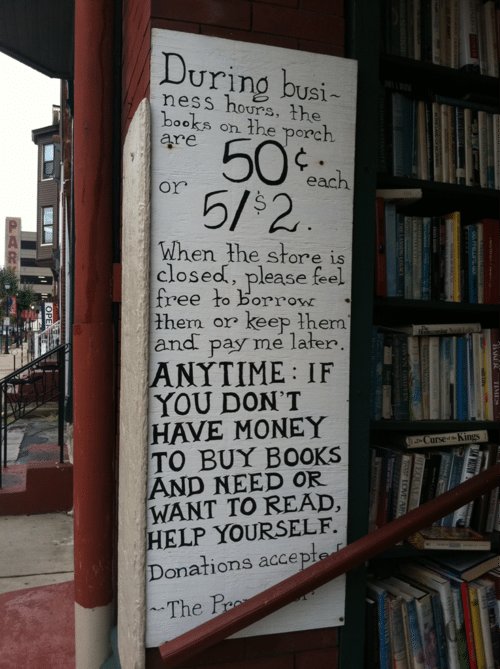 During busi-
ness hours, the
books on the porch
are 50¢ each
or 5/$2.
When the store is
closed, please feel
free to borrow
them or keep them
and pay me later.
ANYTIME: IF
YOU DON'T
HAVE MONEY
TO BUY BOOKS
AND NEED OR
WANT TO READ,
HELP YOURSELF.
Donations accepted
~The
PARK
OPEN
Curse of the Kings